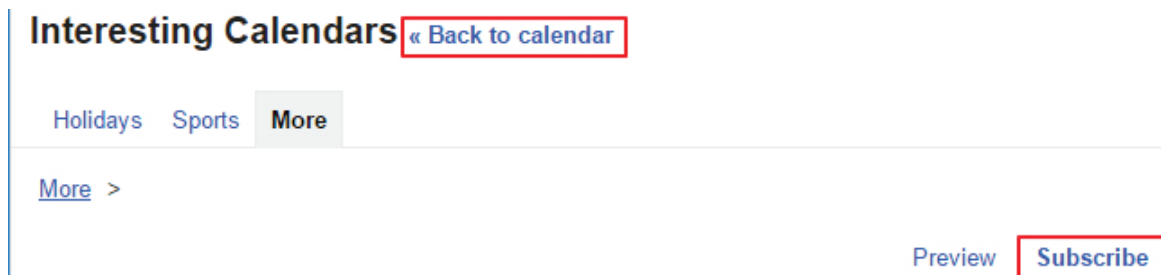 Interesting Calendars « Back to calendar
Holidays Sports More
More >
Preview Subscribe